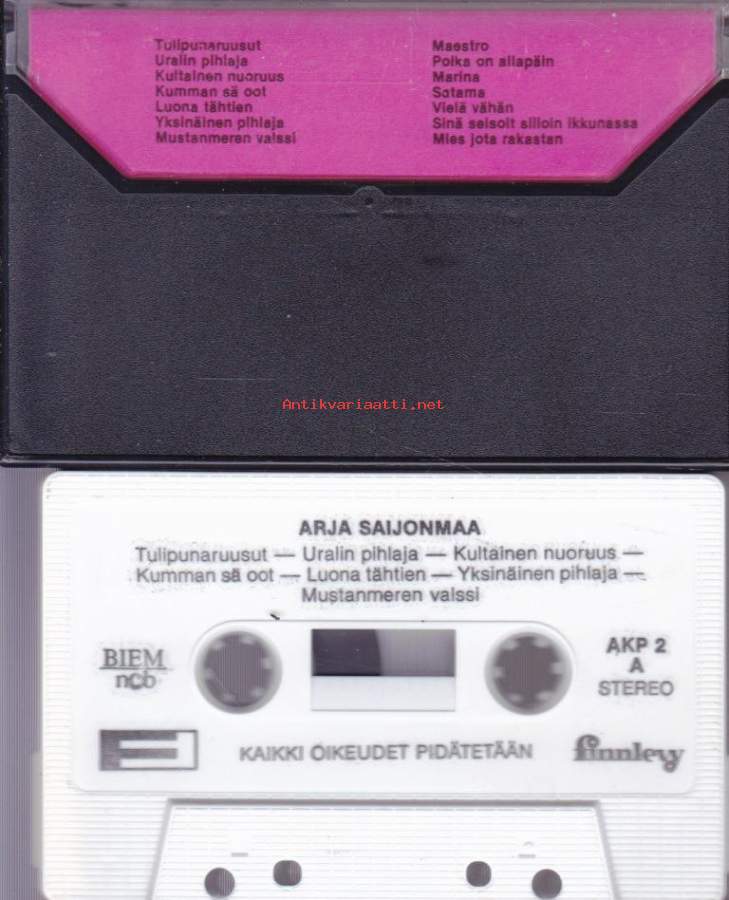 Tulipunaruusut
Uralin pihlaja
Kultainen nuoruus
Kumman sä oot
Luona tähtien
Yksinäinen pihlaja
Mustanmeren valssi
Maestro
Poika on allapäin
Marina
Satama
Vielä vähän
Sinä seisoit silloin ikkunassa
Mies jota rakastan
Antikvariaatti.net
ARJA SAIJONMAA
Tulipunaruusut — Uralin pihlaja — Kultainen nuoruus —
Kumman sä oot — Luona tähtien — Yksinäinen pihlaja —
Mustanmeren valssi
BIEM
ncb
AKP 2
A
STEREO
KAIKKI OIKEUDET PIDÄTETÄÄN
finnlevy